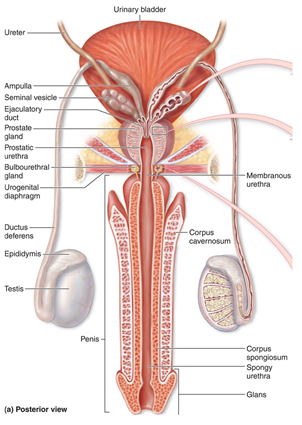 Urinary bladder
Ureter
Ampulla
Seminal vesicle
Ejaculatory
duct
Prostate
gland
Prostatic
urethra
Bulbourethral
gland
Urogenital
diaphragm
Membranous
urethra
Ductus
deferens
Corpus
cavernosum
Epididymis
Testis
Penis
Corpus
spongiosum
Spongy
urethra
Glans
(a) Posterior view